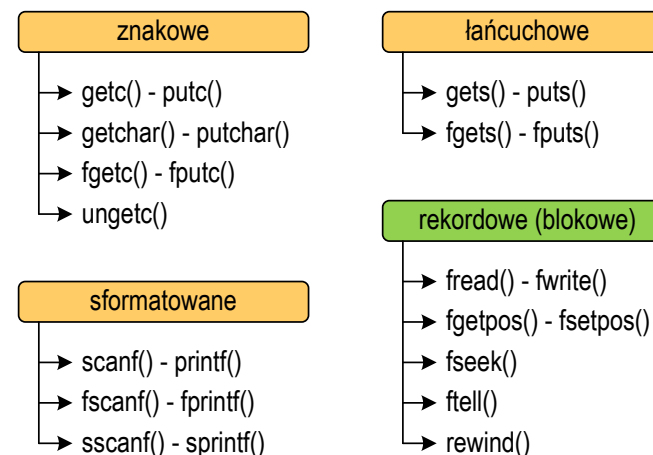 znakowe
getc() - putc()
getchar() - putchar()
fgetc() - fputc()
ungetc()
sformatowane
scanf() - printf()
fscanf() - fprintf()
sscanf() - sprintf()
łańcuchowe
gets() - puts()
fgets() - fputs()
rekordowe (blokowe)
fread() - fwrite()
fgetpos() - fsetpos()
fseek()
ftell()
rewind()